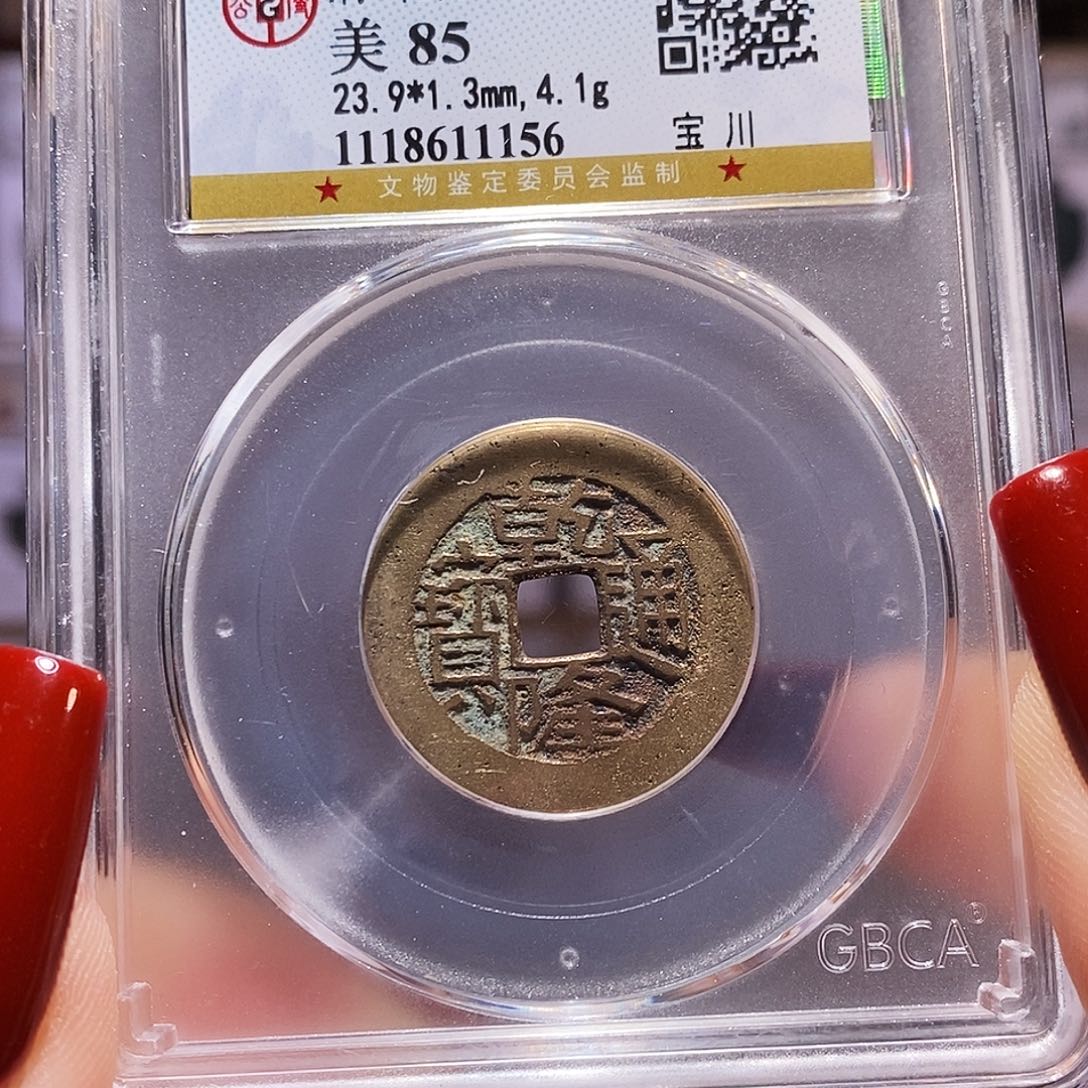 美 85
23.9*1.3mm,4.1g
1118611156
宝 川
★ 文物鉴定委员会监制 ★
乾隆通寶
GBCA